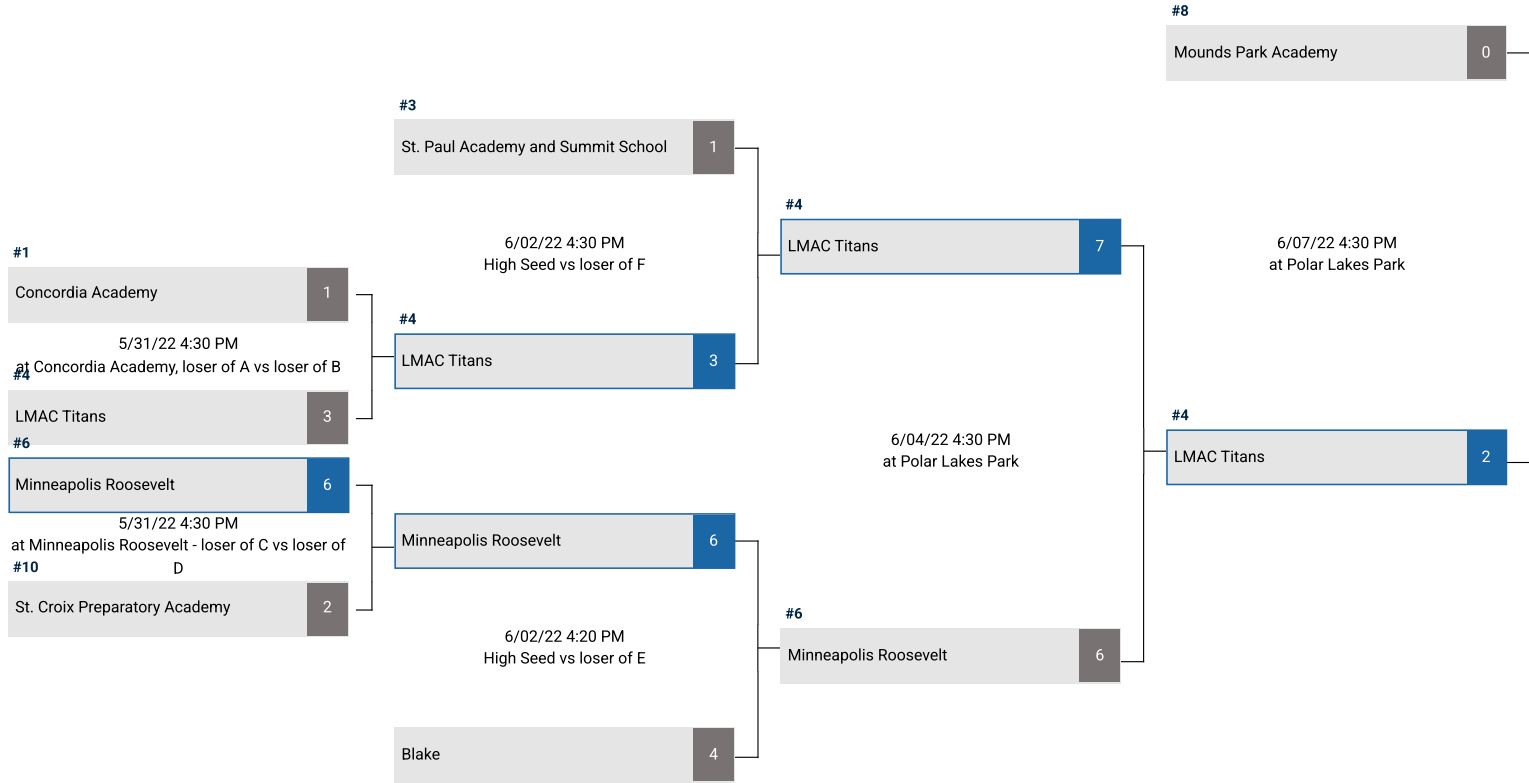 #1
Concordia Academy
1
5/31/22 4:30 PM
at Concordia Academy, loser of A vs loser of B
#4
LMAC Titans
3
#6
Minneapolis Roosevelt
6
5/31/22 4:30 PM
at Minneapolis Roosevelt - loser of C vs loser of
D
#10
St. Croix Preparatory Academy
2
#3
St. Paul Academy and Summit School
1
6/02/22 4:30 PM
High Seed vs loser of F
#4
LMAC Titans
3
Minneapolis Roosevelt
6
6/02/22 4:20 PM
High Seed vs loser of E
Blake
4
#4
LMAC Titans
7
6/04/22 4:30 PM
at Polar Lakes Park
#6
Minneapolis Roosevelt
6
#8
Mounds Park Academy
0
6/07/22 4:30 PM
at Polar Lakes Park
#4
LMAC Titans
2